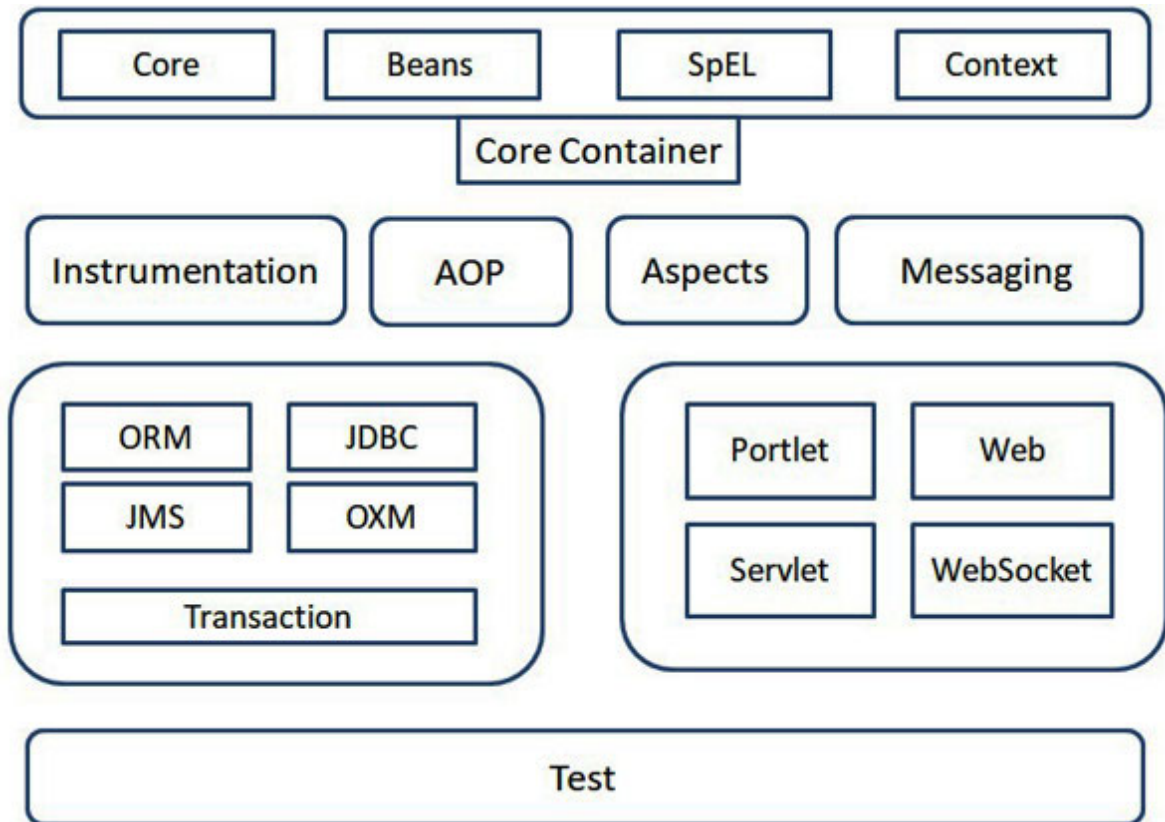 Core
Beans
SpEL
Context
Core Container
Instrumentation
AOP
Aspects
Messaging
ORM
JDBC
JMS
OXM
Transaction
Portlet
Web
Servlet
WebSocket
Test